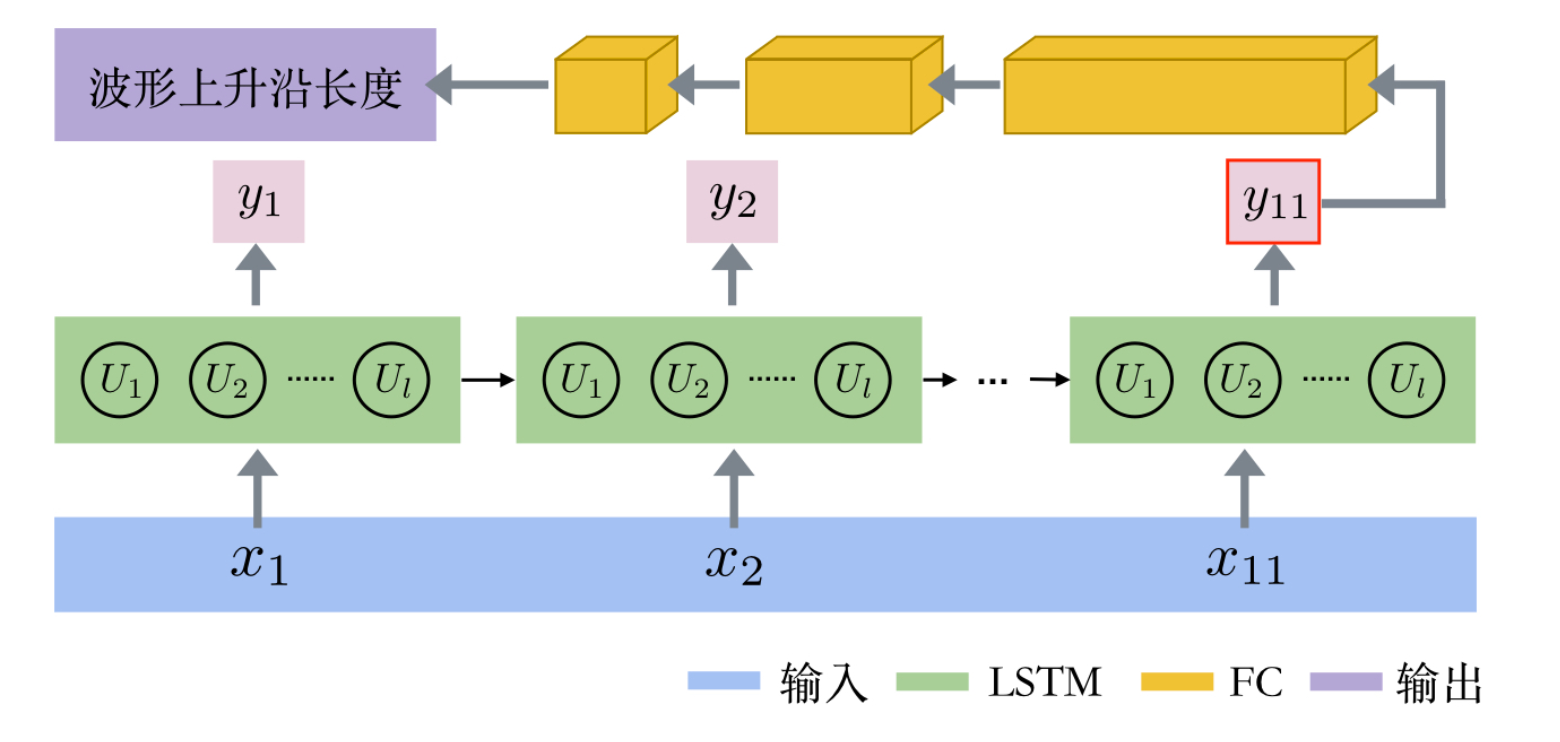 波形上升沿长度
y₁ y₂ y₁₁
U₁ U₂ ······ Uₗ U₁ U₂ ······ Uₗ ... U₁ U₂ ······ Uₗ
x₁ x₂ x₁₁
输入 LSTM FC 输出